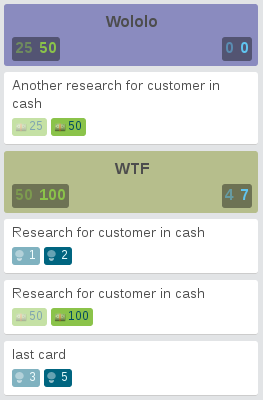 Wololo
25 50 0 0
Another research for customer in
cash
25 50
WTF
50 100 4 7
Research for customer in cash
1 2
Research for customer in cash
50 100
last card
3 5